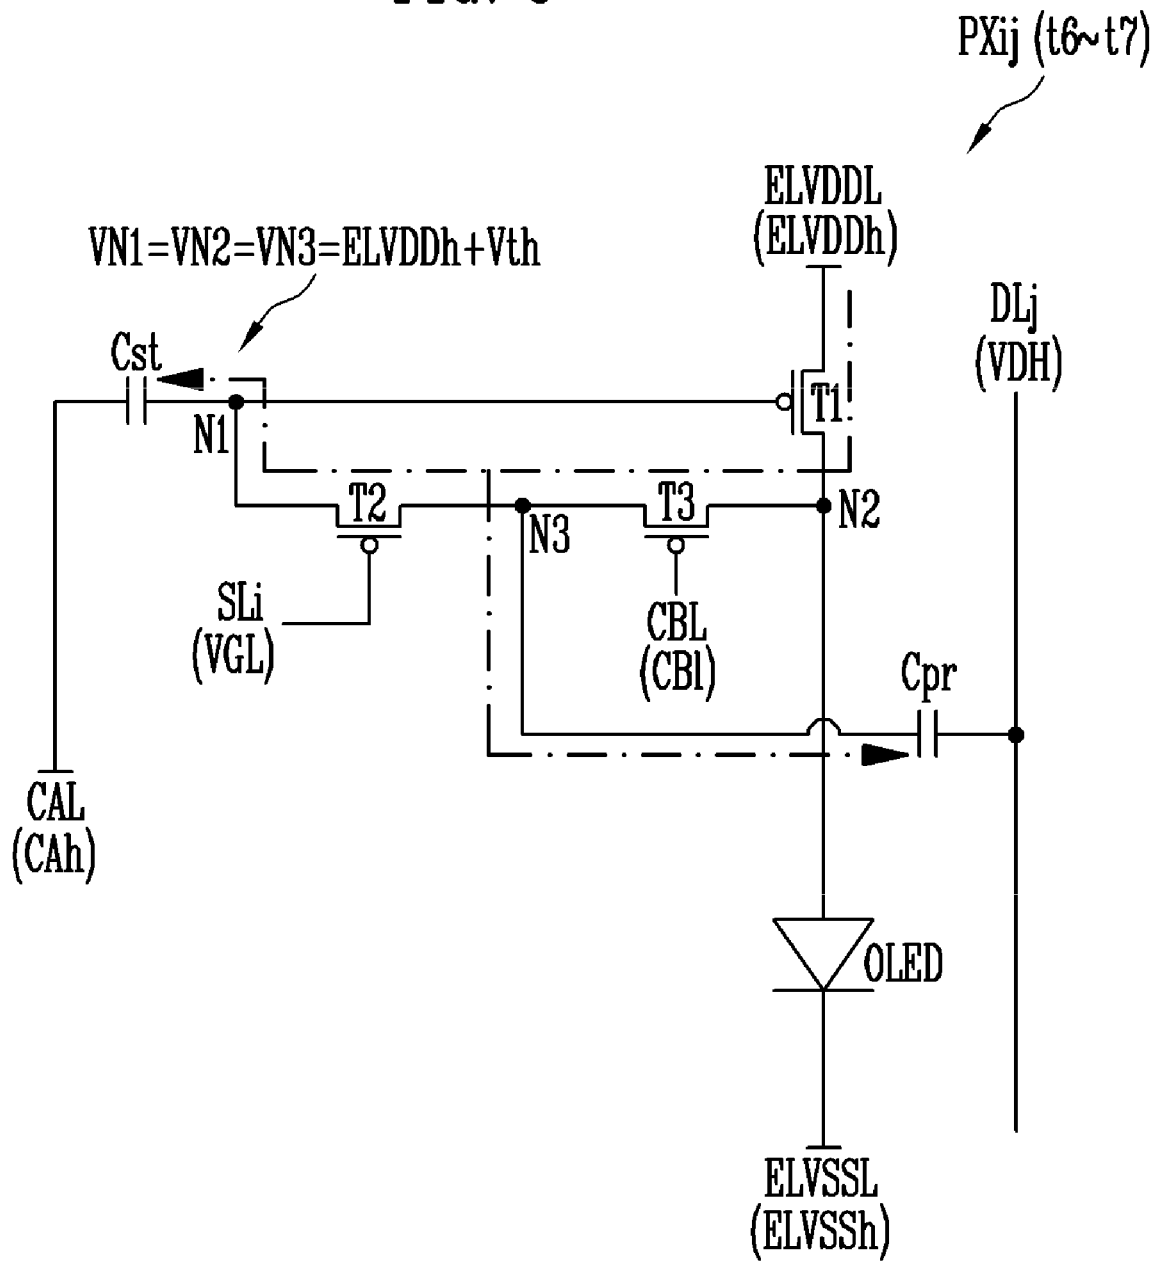 PXij (t6~t7)
ELVDDL
(ELVDDh)
VN1=VN2=VN3=ELVDDh+Vth
DLj
(VDH)
Cst
T1
N1
T2
T3
N2
N3
SLi
(VGL)
CBL
(CBl)
Cpr
CAL
(CAh)
OLED
ELVSSL
(ELVSSh)